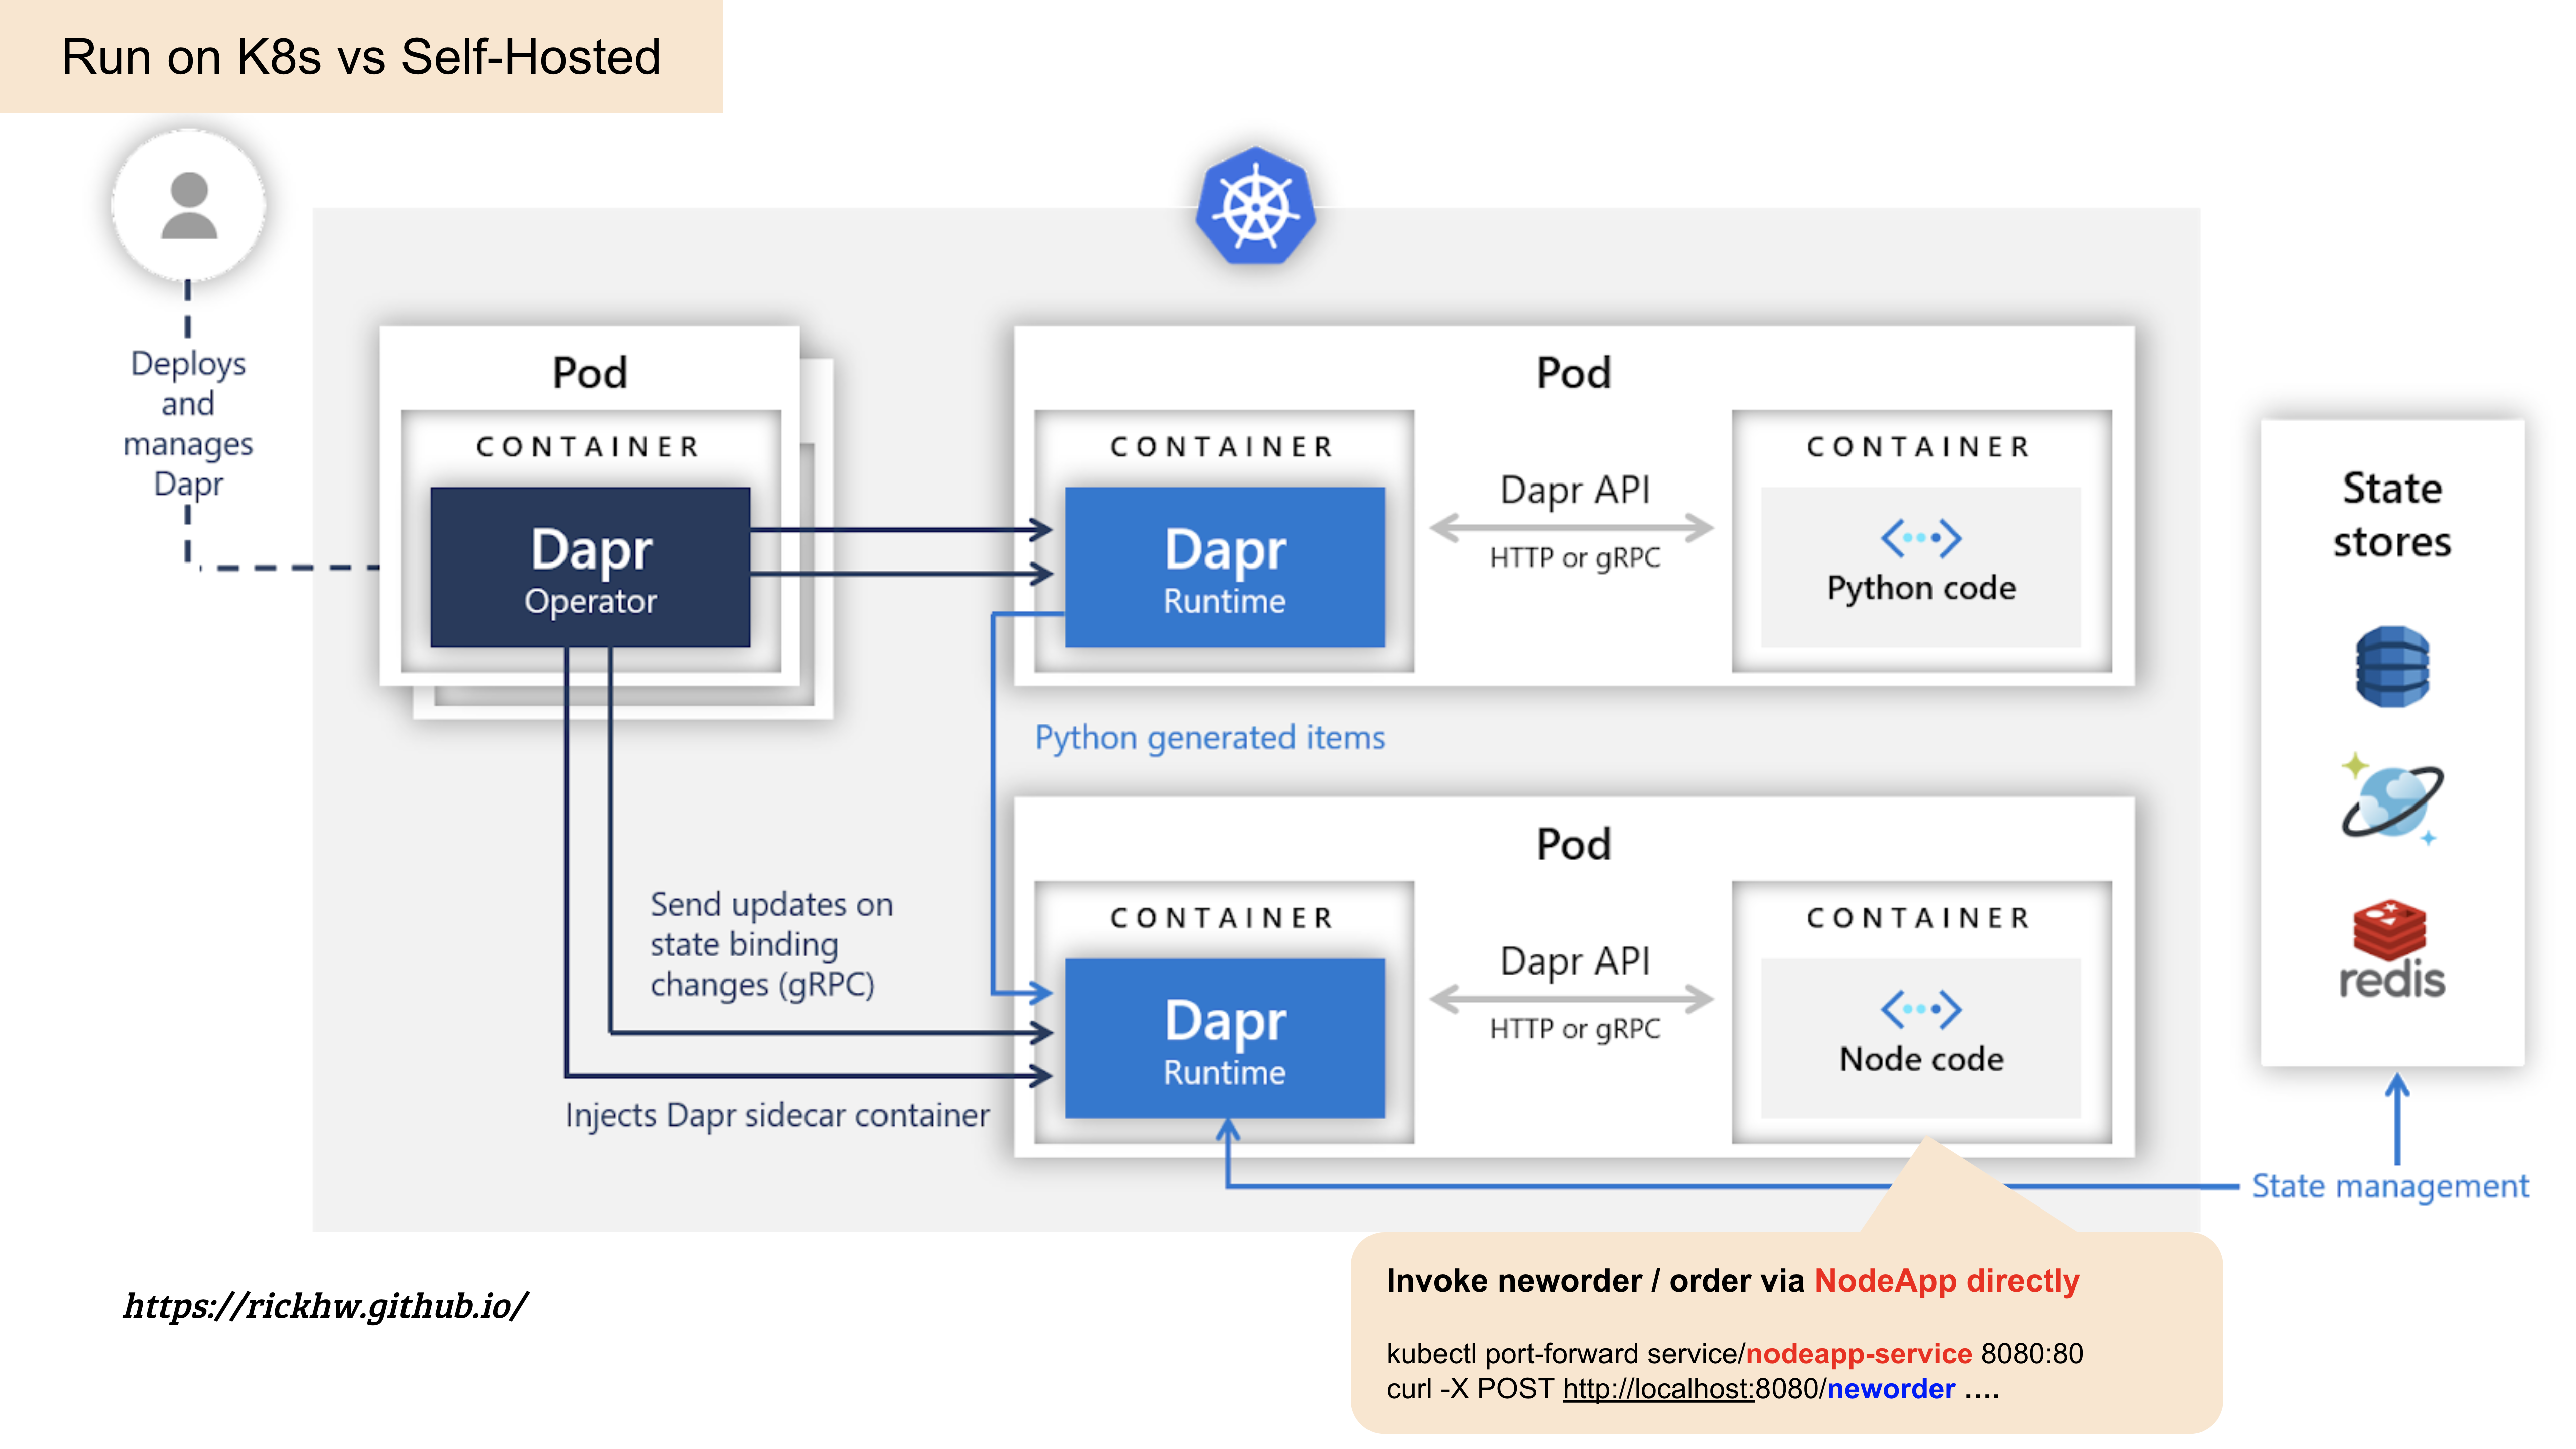 Run on K8s vs Self-Hosted
Deploys
and
manages
Dapr
Pod
CONTAINER
Dapr
Operator
Pod
CONTAINER
Dapr
Runtime
Dapr API
HTTP or gRPC
CONTAINER
Python code
State
stores
redis
Python generated items
Send updates on
state binding
changes (gRPC)
Injects Dapr sidecar container
Pod
CONTAINER
Dapr
Runtime
Dapr API
HTTP or gRPC
CONTAINER
Node code
State management
https://rickhw.github.io/
Invoke neworder / order via NodeApp directly
kubectl port-forward service/nodeapp-service 8080:80
curl -X POST http://localhost:8080/neworder ....